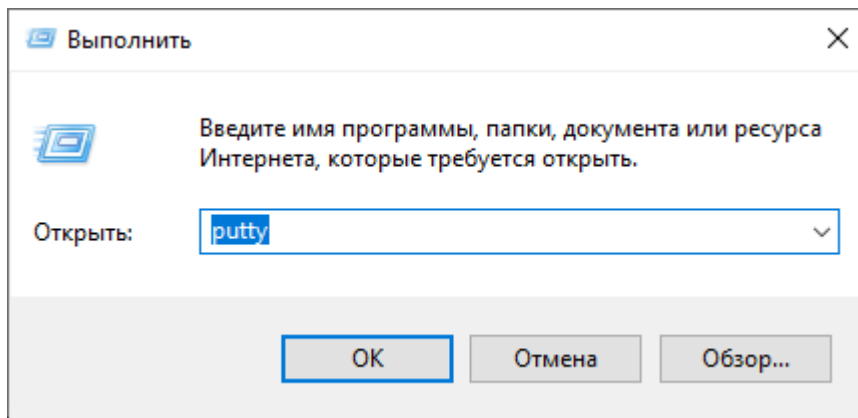 Выполнить
Введите имя программы, папки, документа или ресурса
Интернета, которые требуется открыть.
Открыть: putty
OK Отмена Обзор...